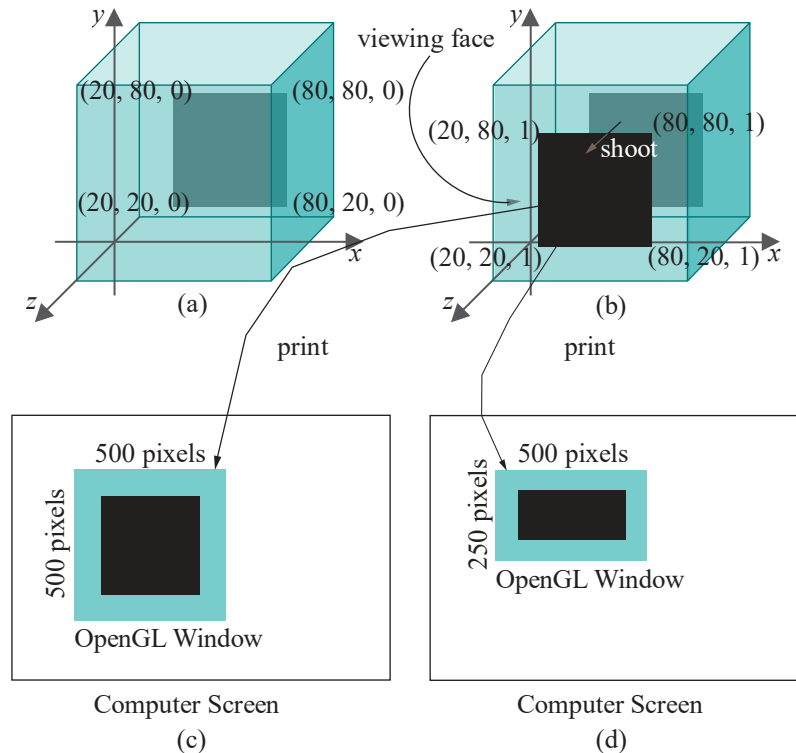 y
(20, 80, 0)
(80, 80, 0)
(20, 20, 0)
(80, 20, 0)
x
z
(a)
viewing face
y
(20, 80, 1)
(80, 80, 1)
shoot
(20, 20, 1)
(80, 20, 1)
x
z
(b)
print
print
500 pixels
500 pixels
OpenGL Window
Computer Screen
(c)
500 pixels
250 pixels
OpenGL Window
Computer Screen
(d)